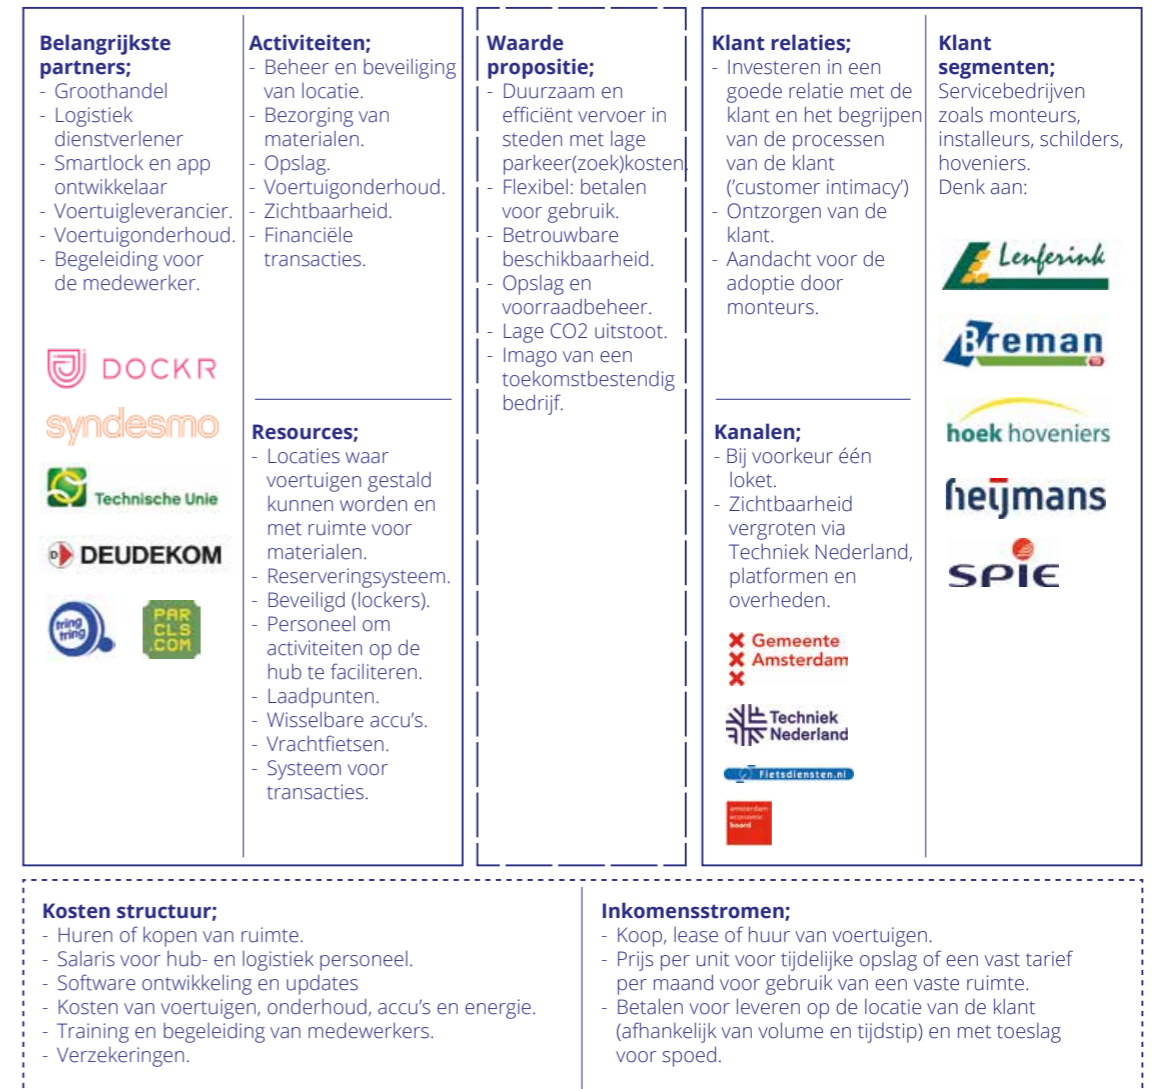 Belangrijkste
partners;
- Groothandel
- Logistiek
dienstverlener
- Smartlock en app
ontwikkelaar
- Voertuigleverancier.
- Voertuigonderhoud.
- Begeleiding voor
de medewerker.
DOCKR
syndesmo
Technische Unie
DEUDEKOM
tring
tring
PAR
CLS
.COM
Activiteiten;
- Beheer en beveiliging
van locatie.
- Bezorging van
materialen.
- Opslag.
- Voertuigonderhoud.
- Zichtbaarheid.
- Financiële
transacties.
Resources;
- Locaties waar
voertuigen gestald
kunnen worden en
met ruimte voor
materialen.
- Reserveringsysteem.
- Beveiligd (lockers).
- Personeel om
activiteiten op de
hub te faciliteren.
- Laadpunten.
- Wisselbare accu's.
- Vrachtfietsen.
- Systeem voor
transacties.
Waarde
propositie;
- Duurzaam en
efficiënt vervoer in
steden met lage
parkeer(zoek)kosten.
- Flexibel: betalen
voor gebruik.
- Betrouwbare
beschikbaarheid.
- Opslag en
voorraadbeheer.
- Lage CO2 uitstoot.
- Imago van een
toekomstbestendig
bedrijf.
Klant relaties;
- Investeren in een
goede relatie met de
klant en het begrijpen
van de processen
van de klant
('customer intimacy')
- Ontzorgen van de
klant.
- Aandacht voor de
adoptie door
monteurs.
Kanalen;
- Bij voorkeur één
loket.
- Zichtbaarheid
vergroten via
Techniek Nederland,
platformen en
overheden.
Gemeente
Amsterdam
Techniek
Nederland
Fietsdiensten.nl
amsterdam
economic
board
Klant
segmenten;
Servicebedrijven
zoals monteurs,
installeurs, schilders,
hoveniers.
Denk aan:
Lenferink
Breman
hoek hoveniers
heijmans
SPIE
Kosten structuur;
- Huren of kopen van ruimte.
- Salaris voor hub- en logistiek personeel.
- Software ontwikkeling en updates
- Kosten van voertuigen, onderhoud, accu's en energie.
- Training en begeleiding van medewerkers.
- Verzekeringen.
Inkomensstromen;
- Koop, lease of huur van voertuigen.
- Prijs per unit voor tijdelijke opslag of een vast tarief
per maand voor gebruik van een vaste ruimte.
- Betalen voor leveren op de locatie van de klant
(afhankelijk van volume en tijdstip) en met toeslag
voor spoed.